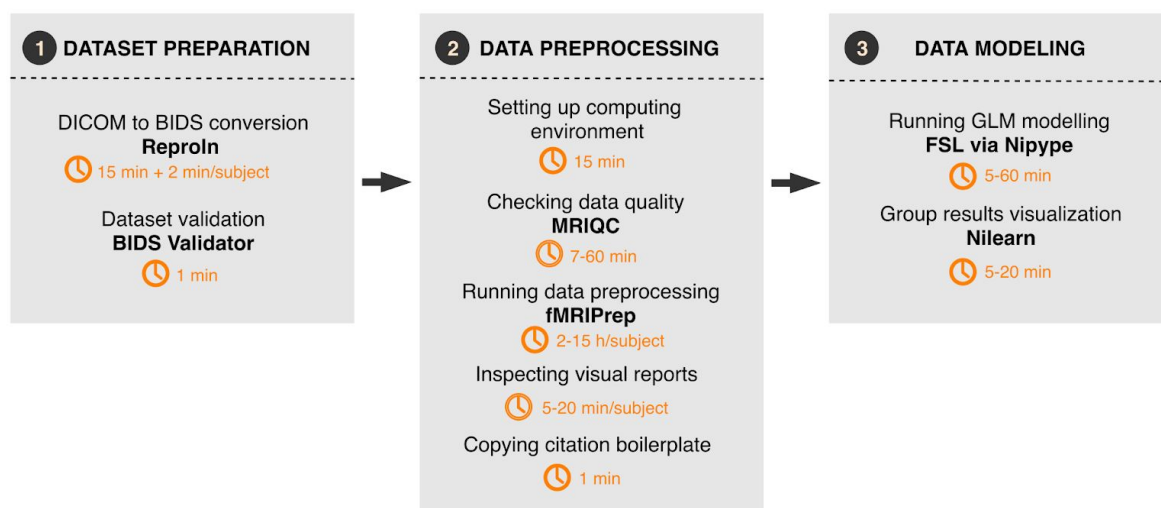 1 DATASET PREPARATION
DICOM to BIDS conversion
ReproIn
15 min + 2 min/subject
Dataset validation
BIDS Validator
1 min
2 DATA PREPROCESSING
Setting up computing
environment
15 min
Checking data quality
MRIQC
7-60 min
Running data preprocessing
fMRIPrep
2-15 h/subject
Inspecting visual reports
5-20 min/subject
Copying citation boilerplate
1 min
3 DATA MODELING
Running GLM modelling
FSL via Nipype
5-60 min
Group results visualization
Nilearn
5-20 min